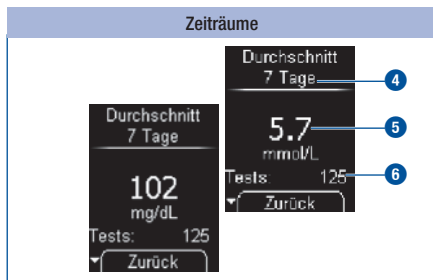 Zeiträume
Durchschnitt
7 Tage
102
mg/dL
Tests: 125
Zurück
Durchschnitt
7 Tage
5.7
mmol/L
Tests: 125
Zurück
4
5
6